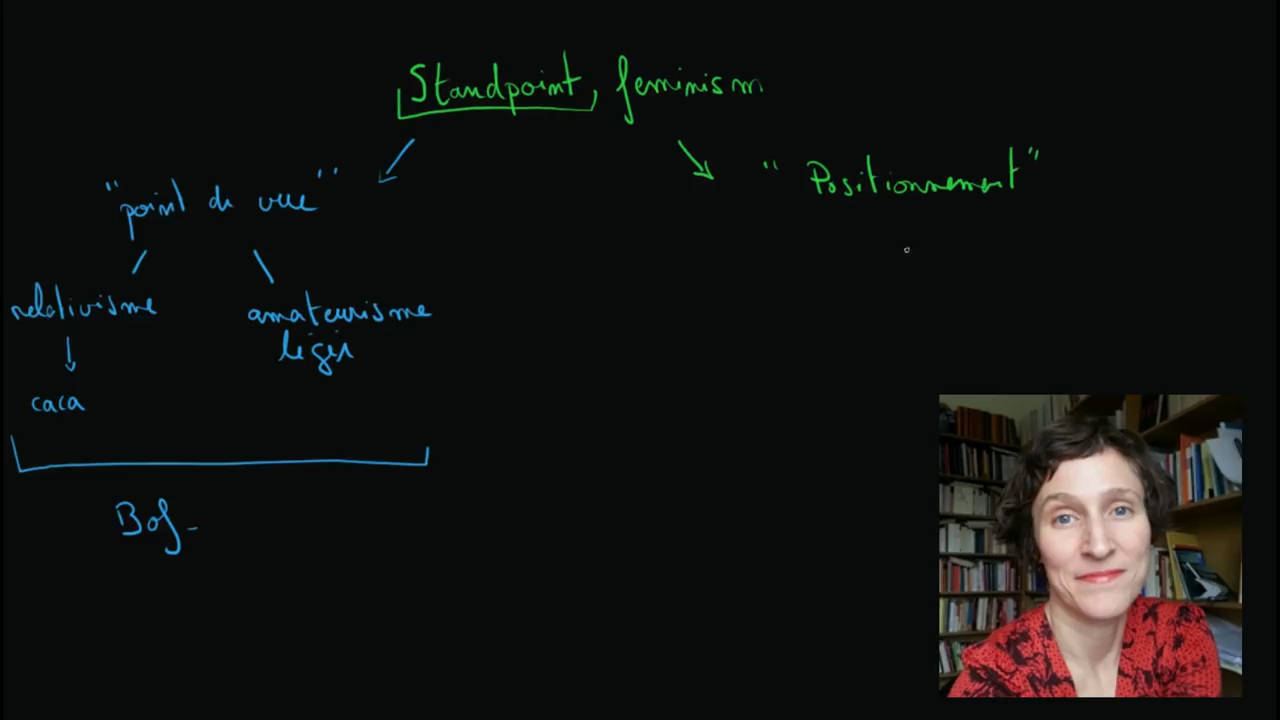 Standpoint, feminism
"point de vue"
"Positionnement"
relativisme
amateurisme
léger
caca
Bof -